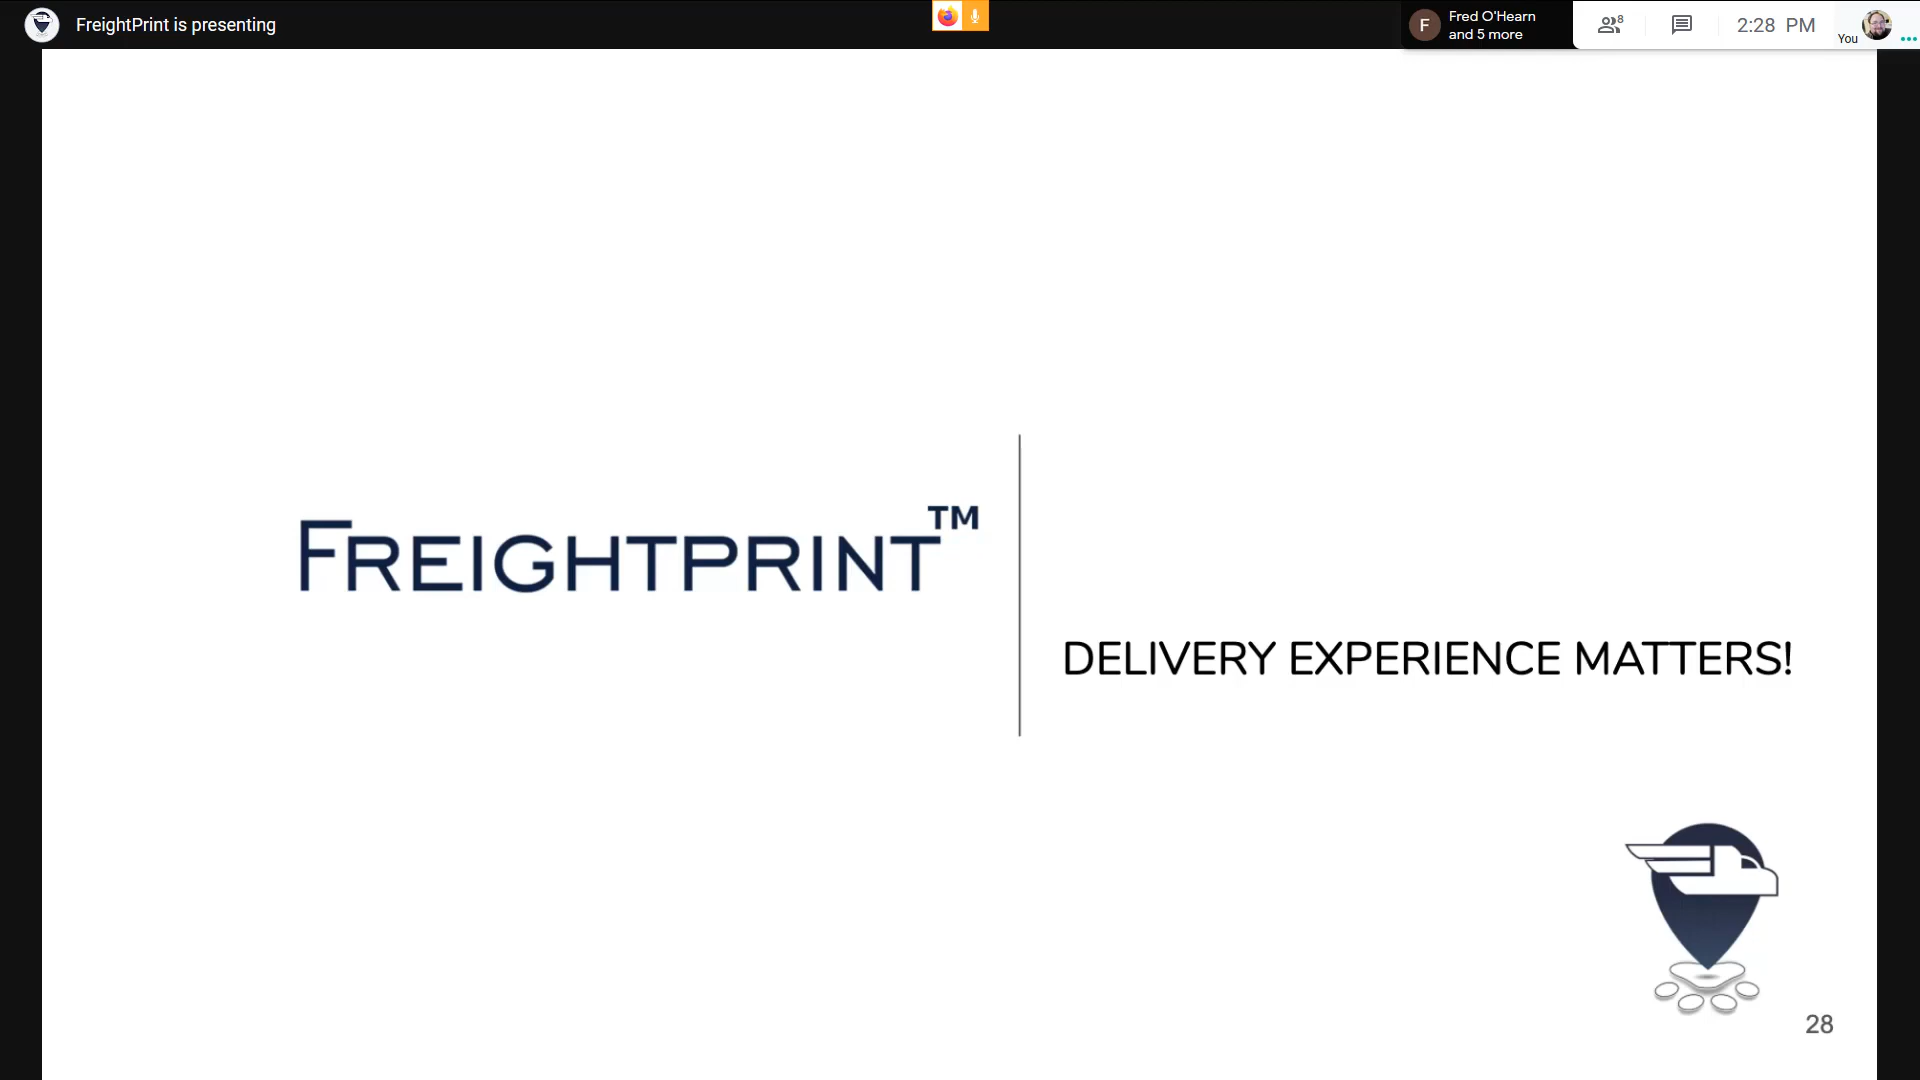 FreightPrint is presenting
F
Fred O'Hearn
and 5 more
8
2:28 PM
You
FREIGHTPRINT™
DELIVERY EXPERIENCE MATTERS!
28